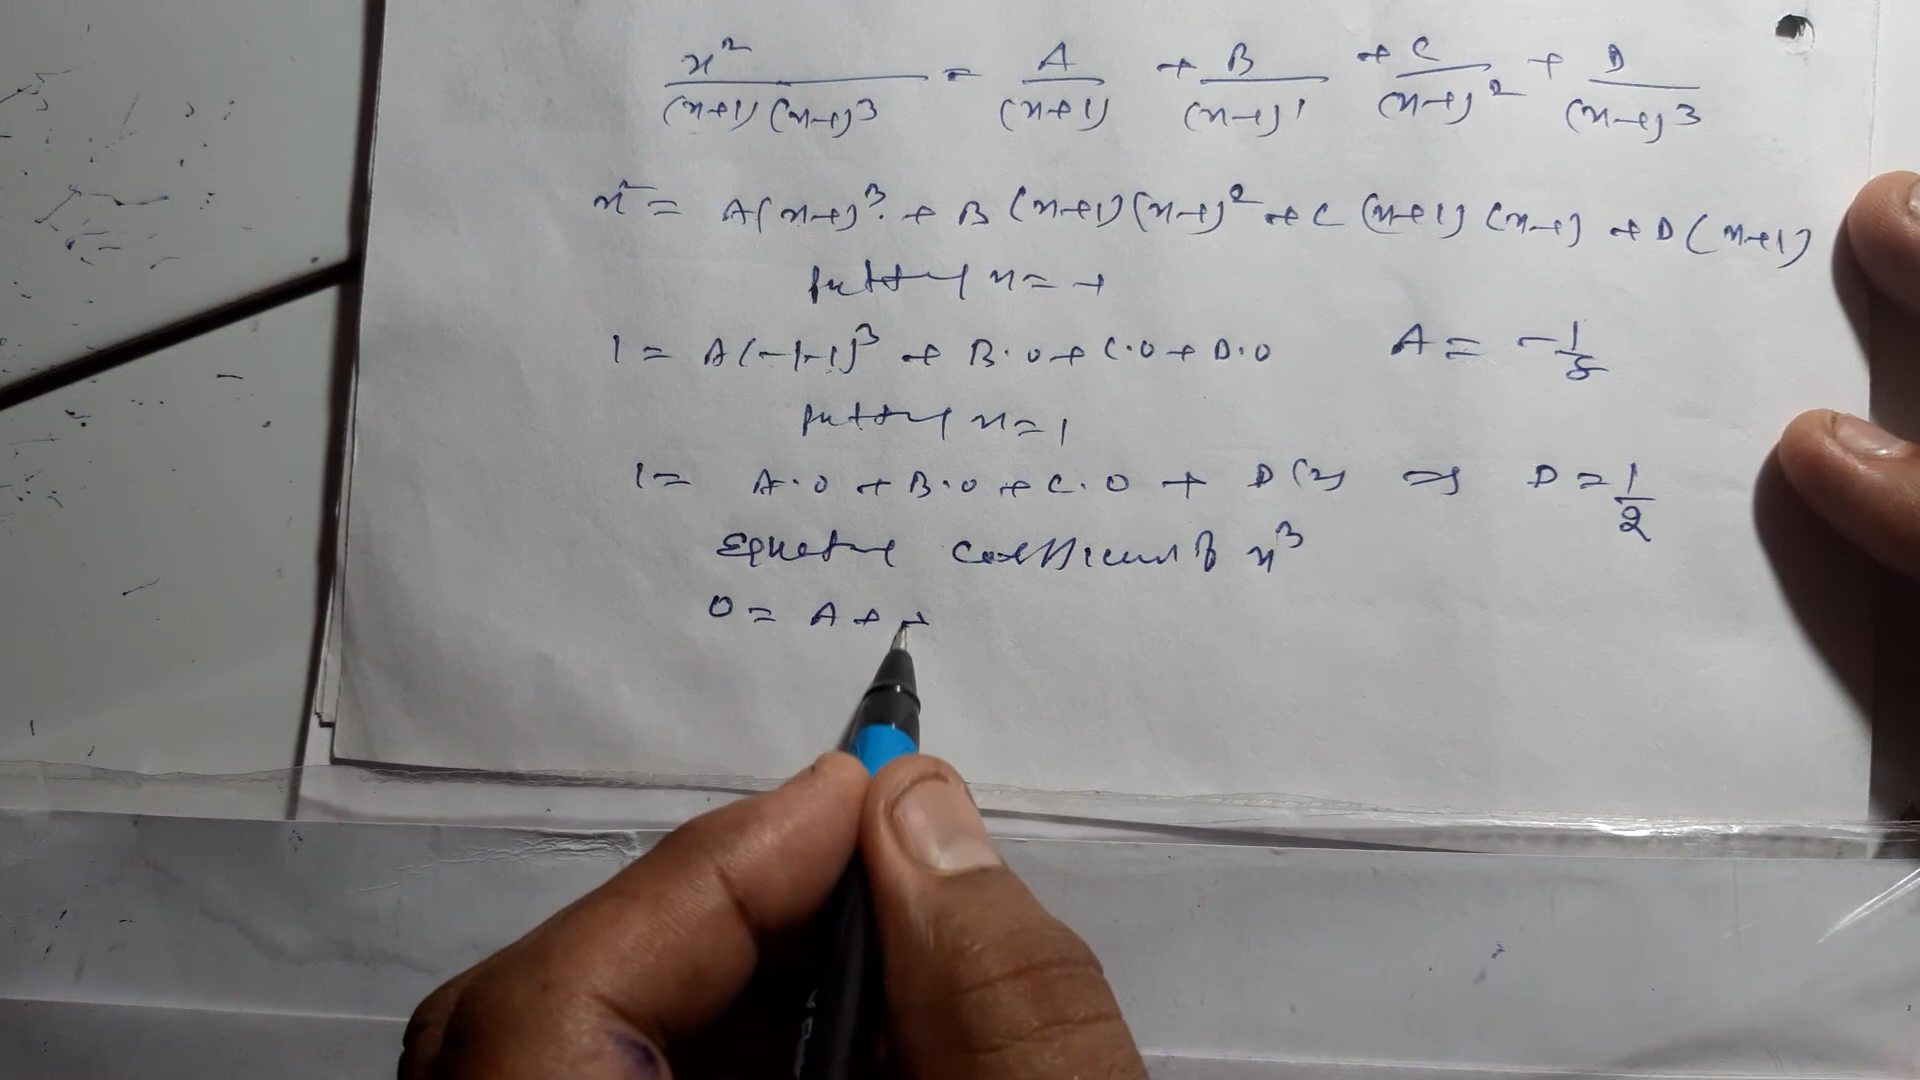 x² / (x+1)(x-1)³ = A / (x+1) + B / (x-1)¹ + C / (x-1)² + D / (x-1)³
x² = A(x-1)³ + B(x+1)(x-1)² + C(x+1)(x-1) + D(x+1)
putting x = -1
1 = A(-1-1)³ + B·0 + C·0 + D·0 A = -1/8
putting x = 1
1 = A·0 + B·0 + C·0 + D(2) ⇒ D = 1/2
Equating coefficient of x³
0 = A +